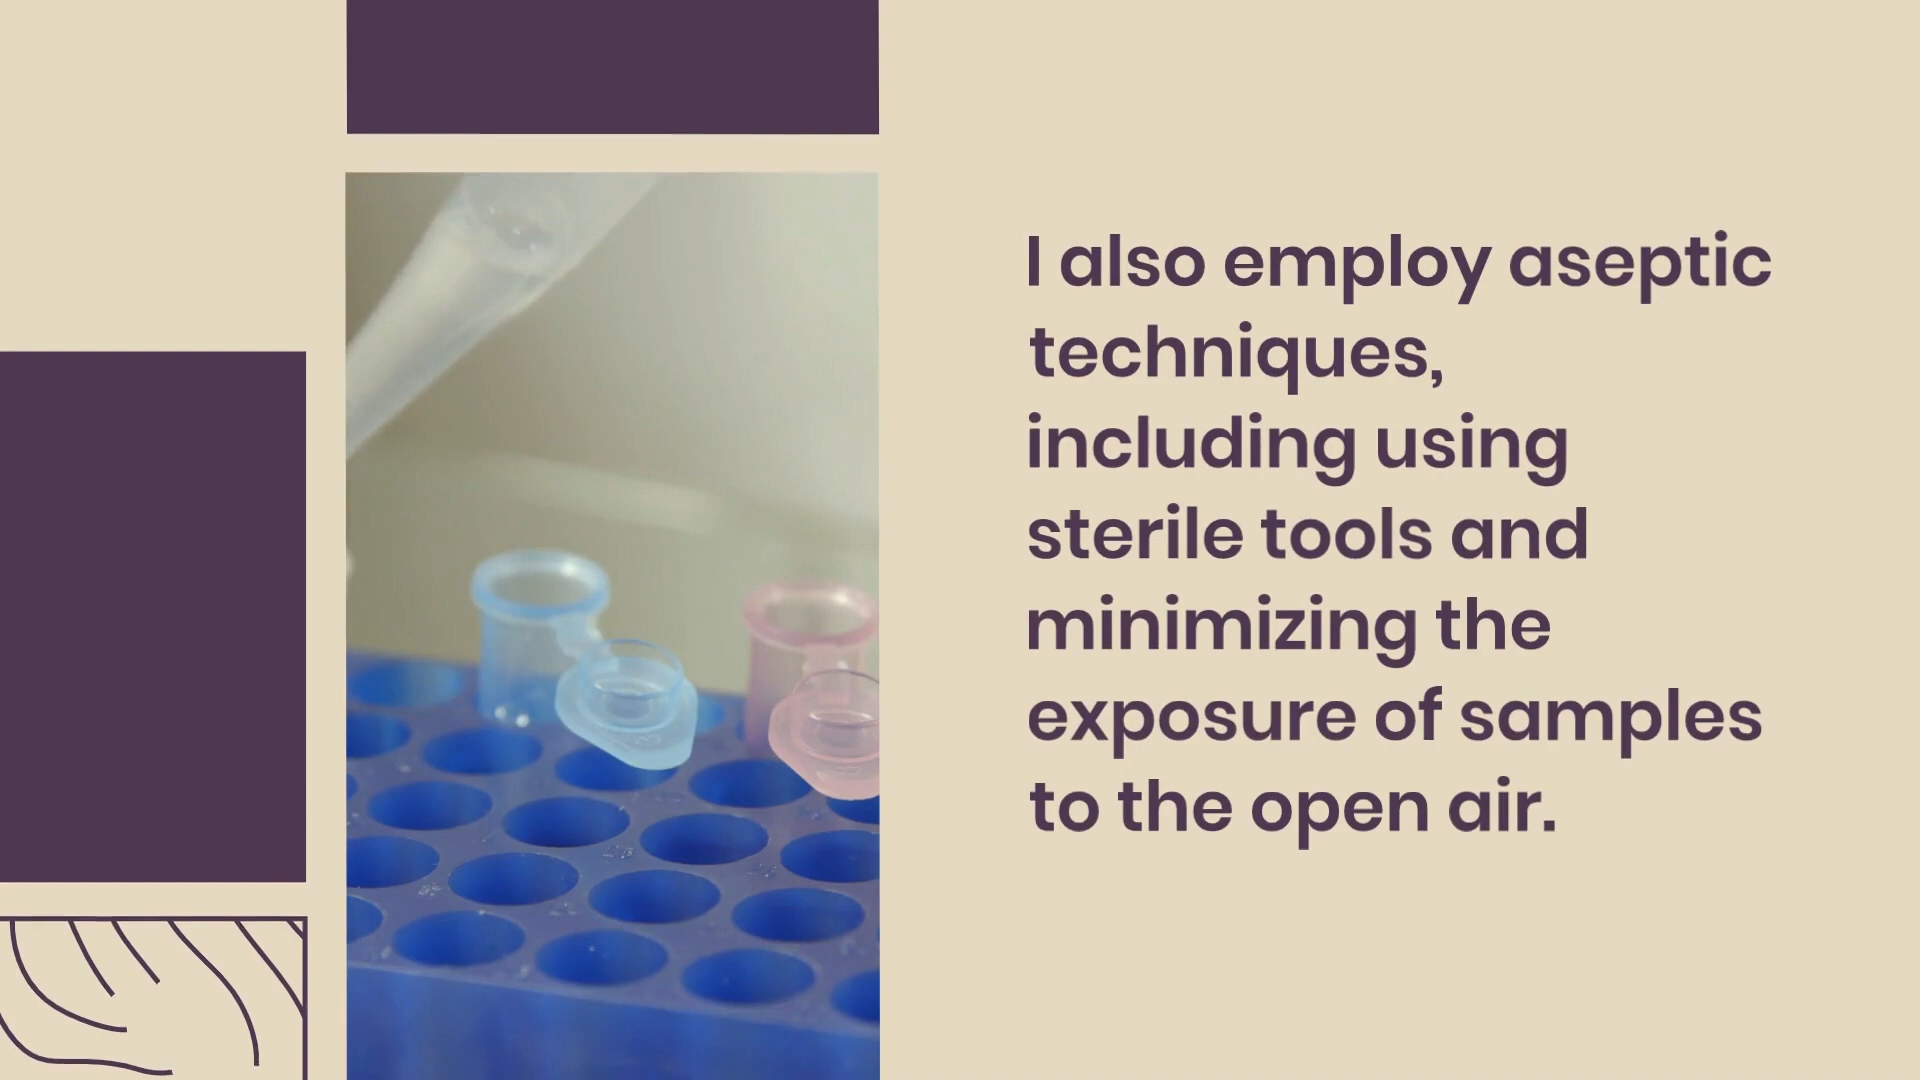 I also employ aseptic
techniques,
including using
sterile tools and
minimizing the
exposure of samples
to the open air.